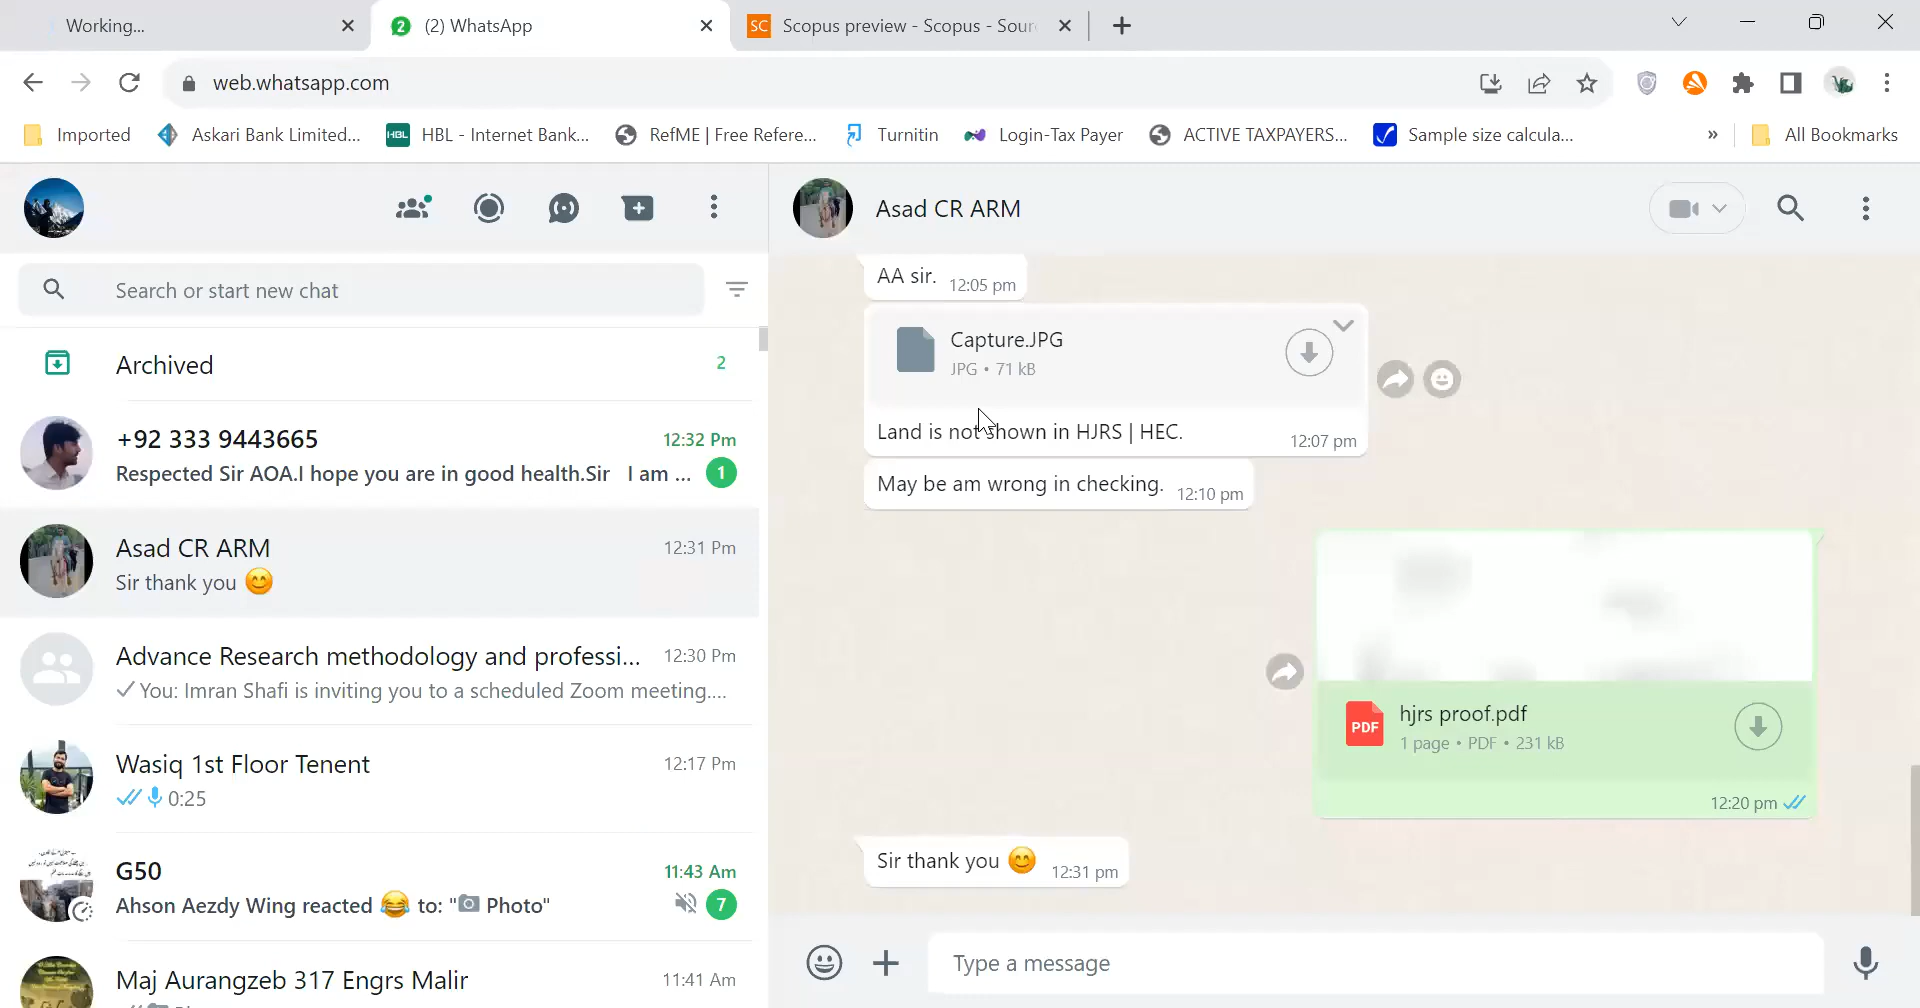 Working...
2 (2) WhatsApp
SC Scopus preview - Scopus - Sour
web.whatsapp.com
Imported
Askari Bank Limited...
HBL HBL - Internet Bank...
RefME | Free Refere...
Turnitin
Login-Tax Payer
ACTIVE TAXPAYERS...
Sample size calcula...
»
All Bookmarks
Search or start new chat
Archived 2
+92 333 9443665 12:32 Pm
Respected Sir AOA.I hope you are in good health.Sir I am ... 1
Asad CR ARM 12:31 Pm
Sir thank you 😊
Advance Research methodology and professi... 12:30 Pm
You: Imran Shafi is inviting you to a scheduled Zoom meeting....
Wasiq 1st Floor Tenent 12:17 Pm
0:25
G50 11:43 Am
Ahson Aezdy Wing reacted 😂 to: "📷 Photo" 7
Maj Aurangzeb 317 Engrs Malir 11:41 Am
Asad CR ARM
AA sir. 12:05 pm
Capture.JPG
JPG • 71 kB
Land is not shown in HJRS | HEC. 12:07 pm
May be am wrong in checking. 12:10 pm
PDF hjrs proof.pdf
1 page • PDF • 231 kB
12:20 pm
Sir thank you 😊 12:31 pm
Type a message